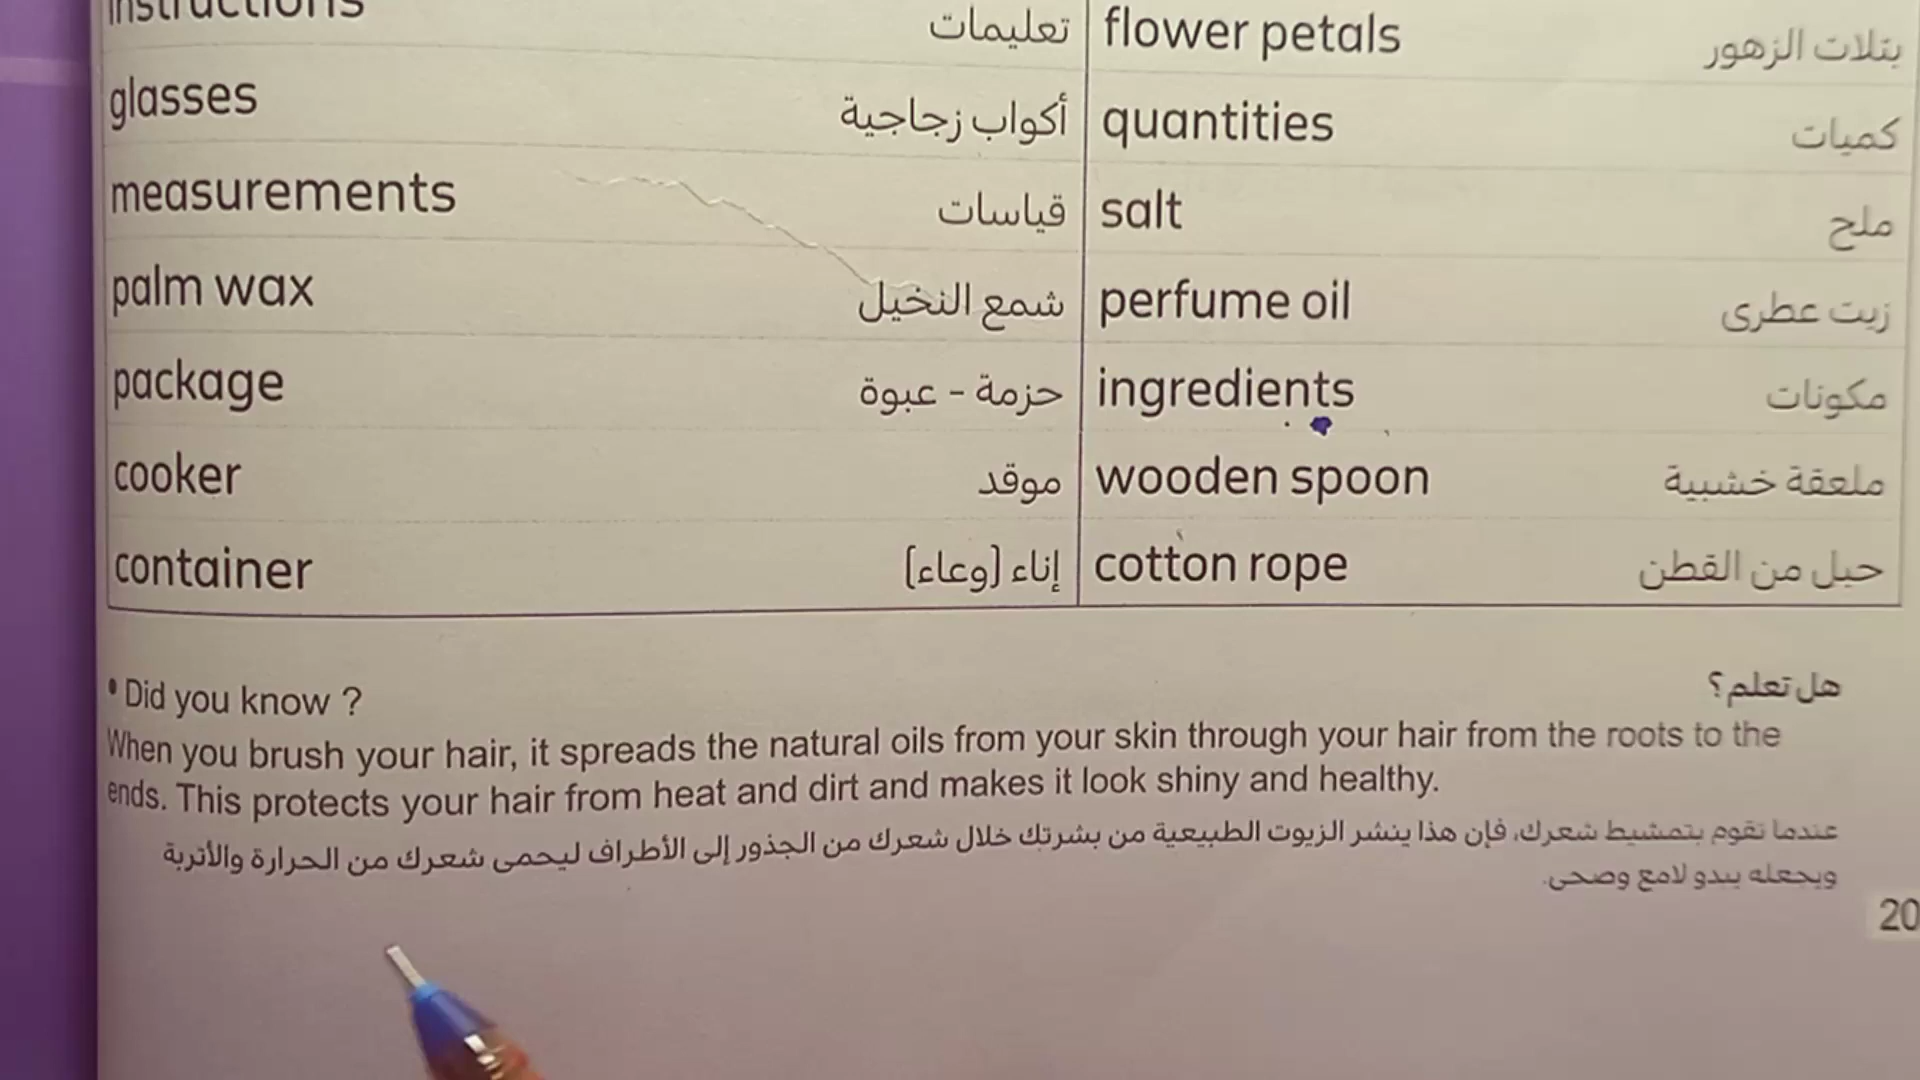 instructions تعليمات flower petals بتلات الزهور
glasses أكواب زجاجية quantities كميات
measurements قياسات salt ملح
palm wax شمع النخيل perfume oil زيت عطرى
package حزمة - عبوة ingredients مكونات
cooker موقد wooden spoon ملعقة خشبية
container إناء (وعاء) cotton rope حبل من القطن
• Did you know ? هل تعلم؟
When you brush your hair, it spreads the natural oils from your skin through your hair from the roots to the
ends. This protects your hair from heat and dirt and makes it look shiny and healthy.
عندما تقوم بتمشيط شعرك، فإن هذا ينشر الزيوت الطبيعية من بشرتك خلال شعرك من الجذور إلى الأطراف ليحمى شعرك من الحرارة والأتربة
ويجعله يبدو لامع وصحى.
20